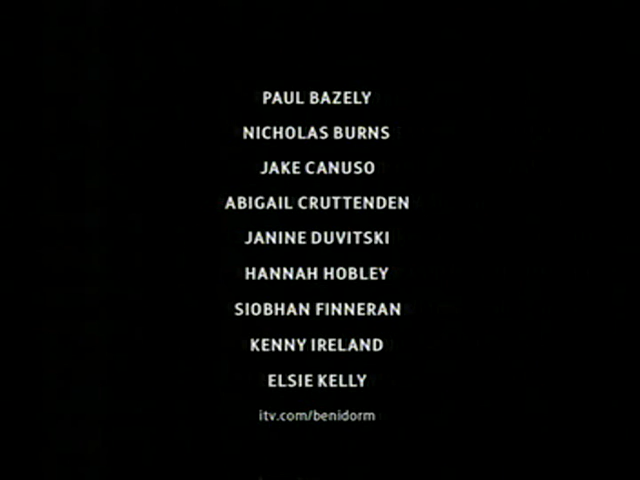 PAUL BAZELY
NICHOLAS BURNS
JAKE CANUSO
ABIGAIL CRUTTENDEN
JANINE DUVITSKI
HANNAH HOBLEY
SIOBHAN FINNERAN
KENNY IRELAND
ELSIE KELLY
itv.com/benidorm